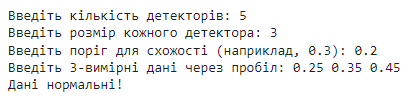 Введіть кількість детекторів: 5
Введіть розмір кожного детектора: 3
Введіть поріг для схожості (наприклад, 0.3): 0.2
Введіть 3-вимірні дані через пробіл: 0.25 0.35 0.45
Дані нормальні!